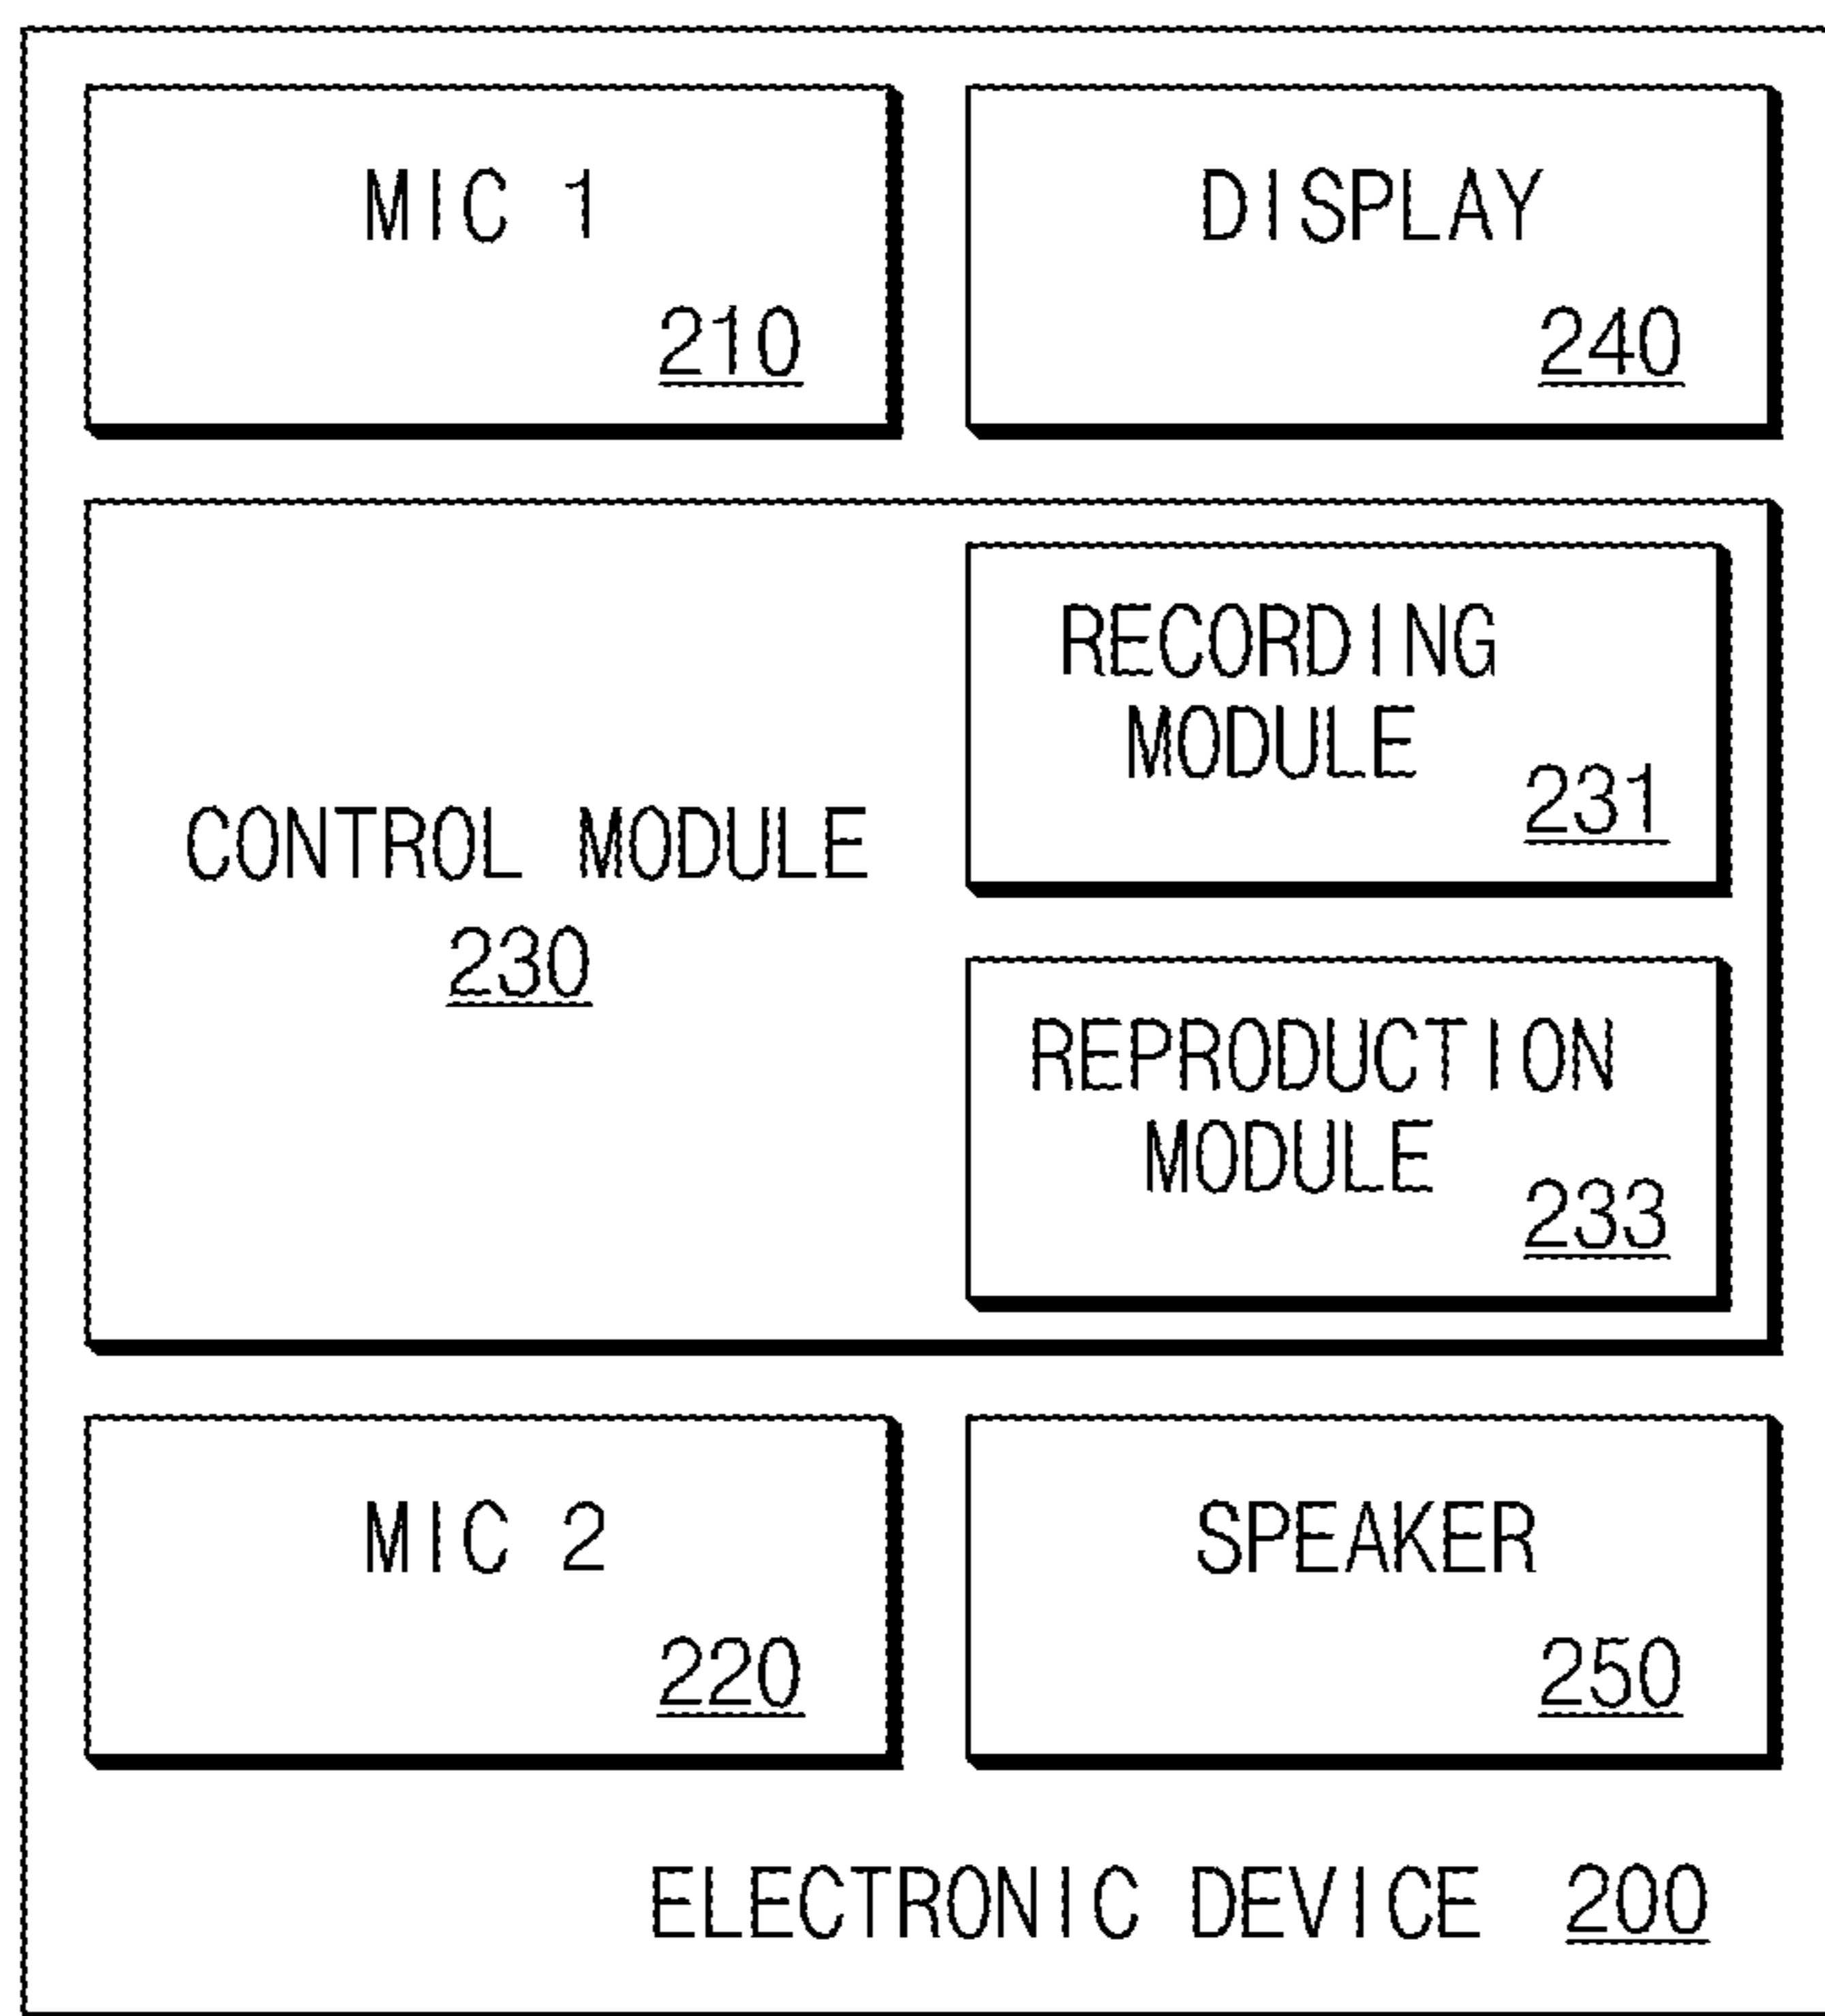 MIC 1
210
DISPLAY
240
CONTROL MODULE
230
RECORDING
MODULE
231
REPRODUCTION
MODULE
233
MIC 2
220
SPEAKER
250
ELECTRONIC DEVICE 200